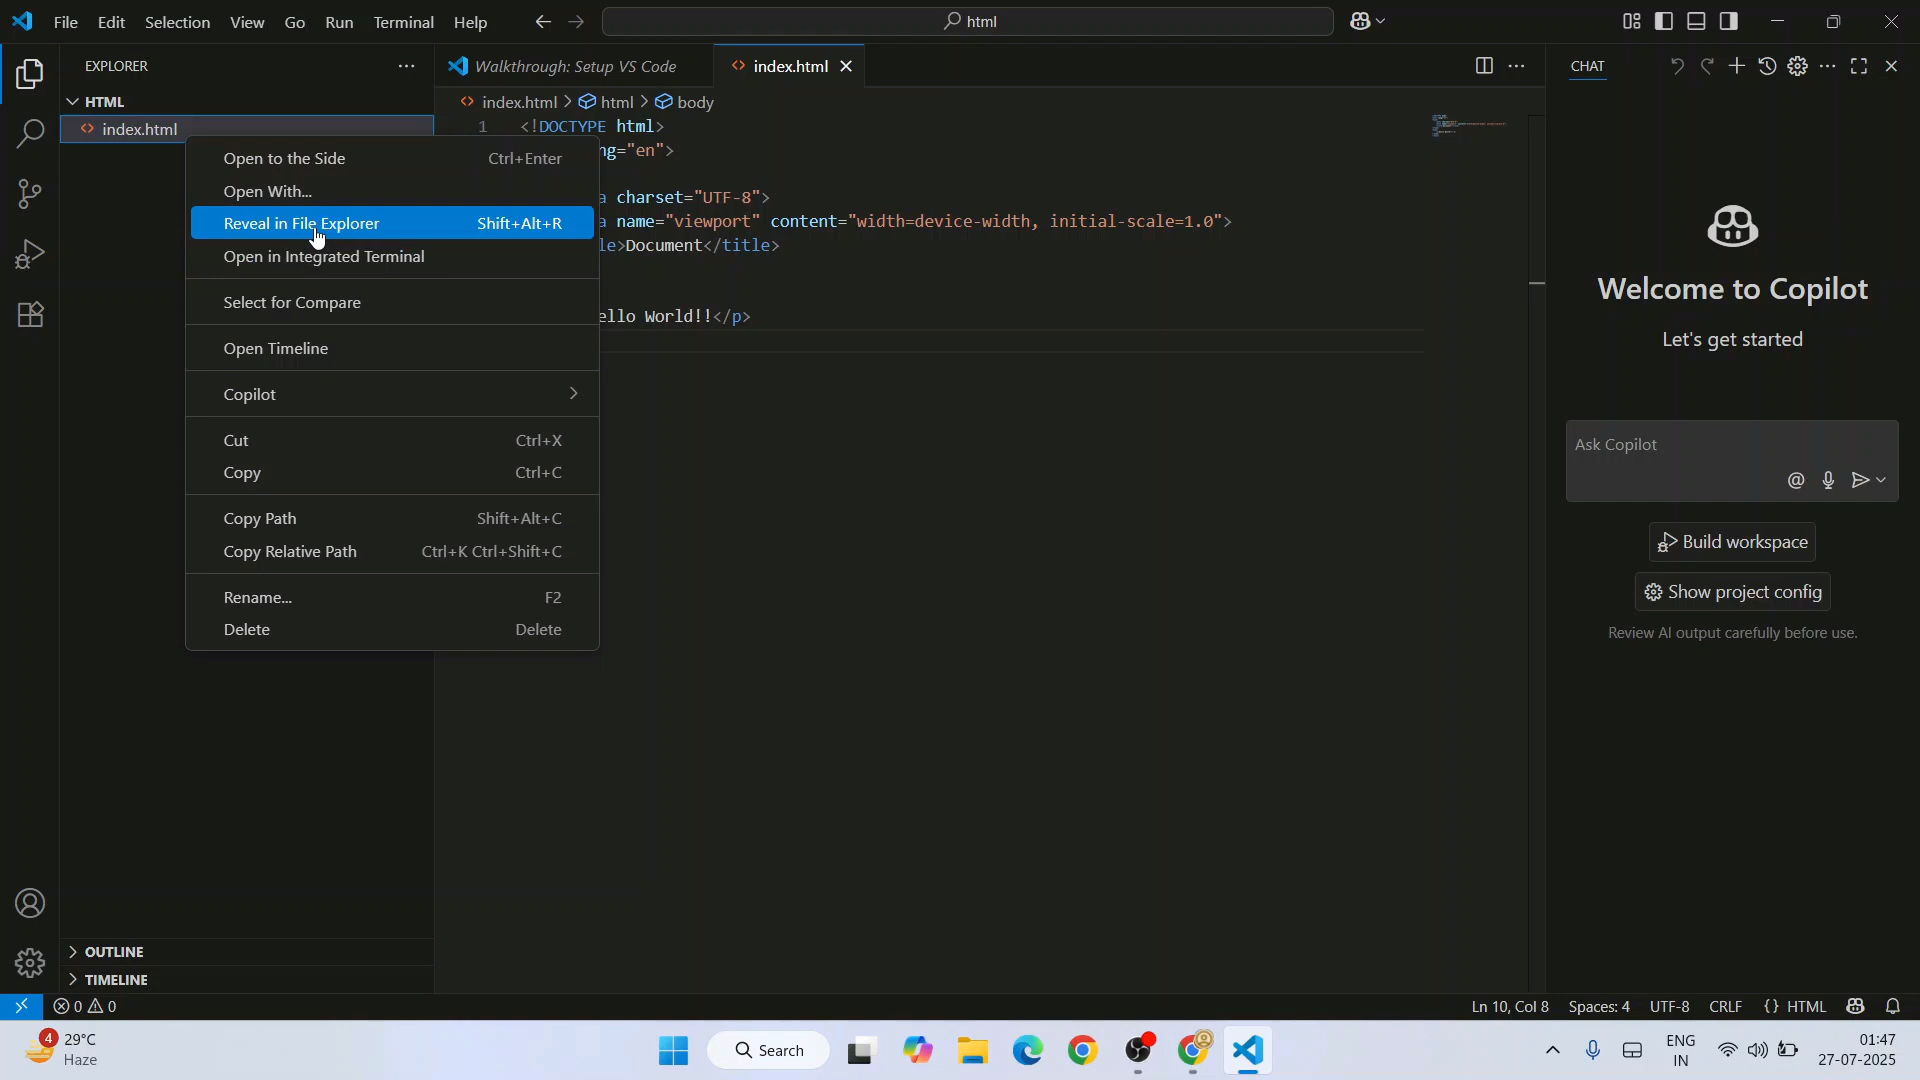 File Edit Selection View Go Run Terminal Help
html
EXPLORER
HTML
index.html
Open to the Side Ctrl+Enter
Open With...
Reveal in File Explorer Shift+Alt+R
Open in Integrated Terminal
Select for Compare
Open Timeline
Copilot
Cut Ctrl+X
Copy Ctrl+C
Copy Path Shift+Alt+C
Copy Relative Path Ctrl+K Ctrl+Shift+C
Rename... F2
Delete Delete
OUTLINE
TIMELINE
Walkthrough: Setup VS Code
index.html
index.html > html > body
1 <!DOCTYPE html>
ng="en">
a charset="UTF-8">
a name="viewport" content="width=device-width, initial-scale=1.0">
le>Document</title>
ello World!!</p>
CHAT
Welcome to Copilot
Let's get started
Ask Copilot
@
Build workspace
Show project config
Review AI output carefully before use.
0 0
Ln 10, Col 8 Spaces: 4 UTF-8 CRLF {} HTML
4
29°C
Haze
Search
ENG
IN
01:47
27-07-2025